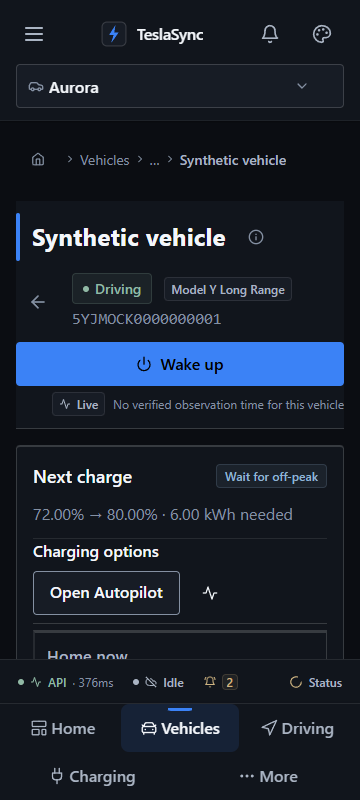 TeslaSync
Aurora
Vehicles ... Synthetic vehicle
Synthetic vehicle
Driving Model Y Long Range
5YJMOCK0000000001
Wake up
Live No verified observation time for this vehicle
Next charge Wait for off-peak
72.00% → 80.00% · 6.00 kWh needed
Charging options
Open Autopilot
Home now
API · 376ms Idle 2 Status
Home Vehicles Driving
Charging More